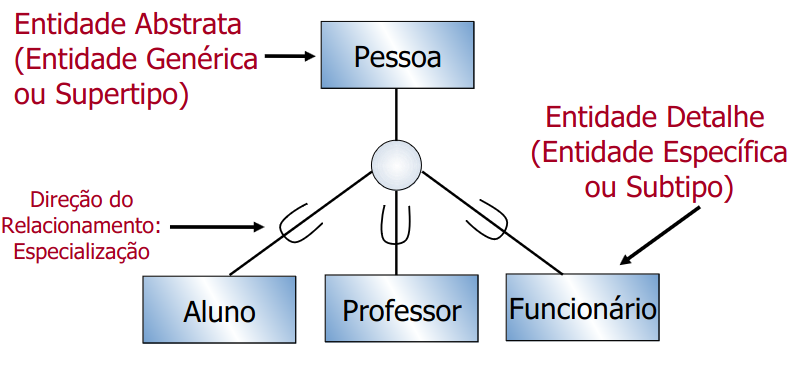 Entidade Abstrata
(Entidade Genérica
ou Supertipo)
Pessoa
Entidade Detalhe
(Entidade Específica
ou Subtipo)
Direção do
Relacionamento:
Especialização
Aluno
Professor
Funcionário